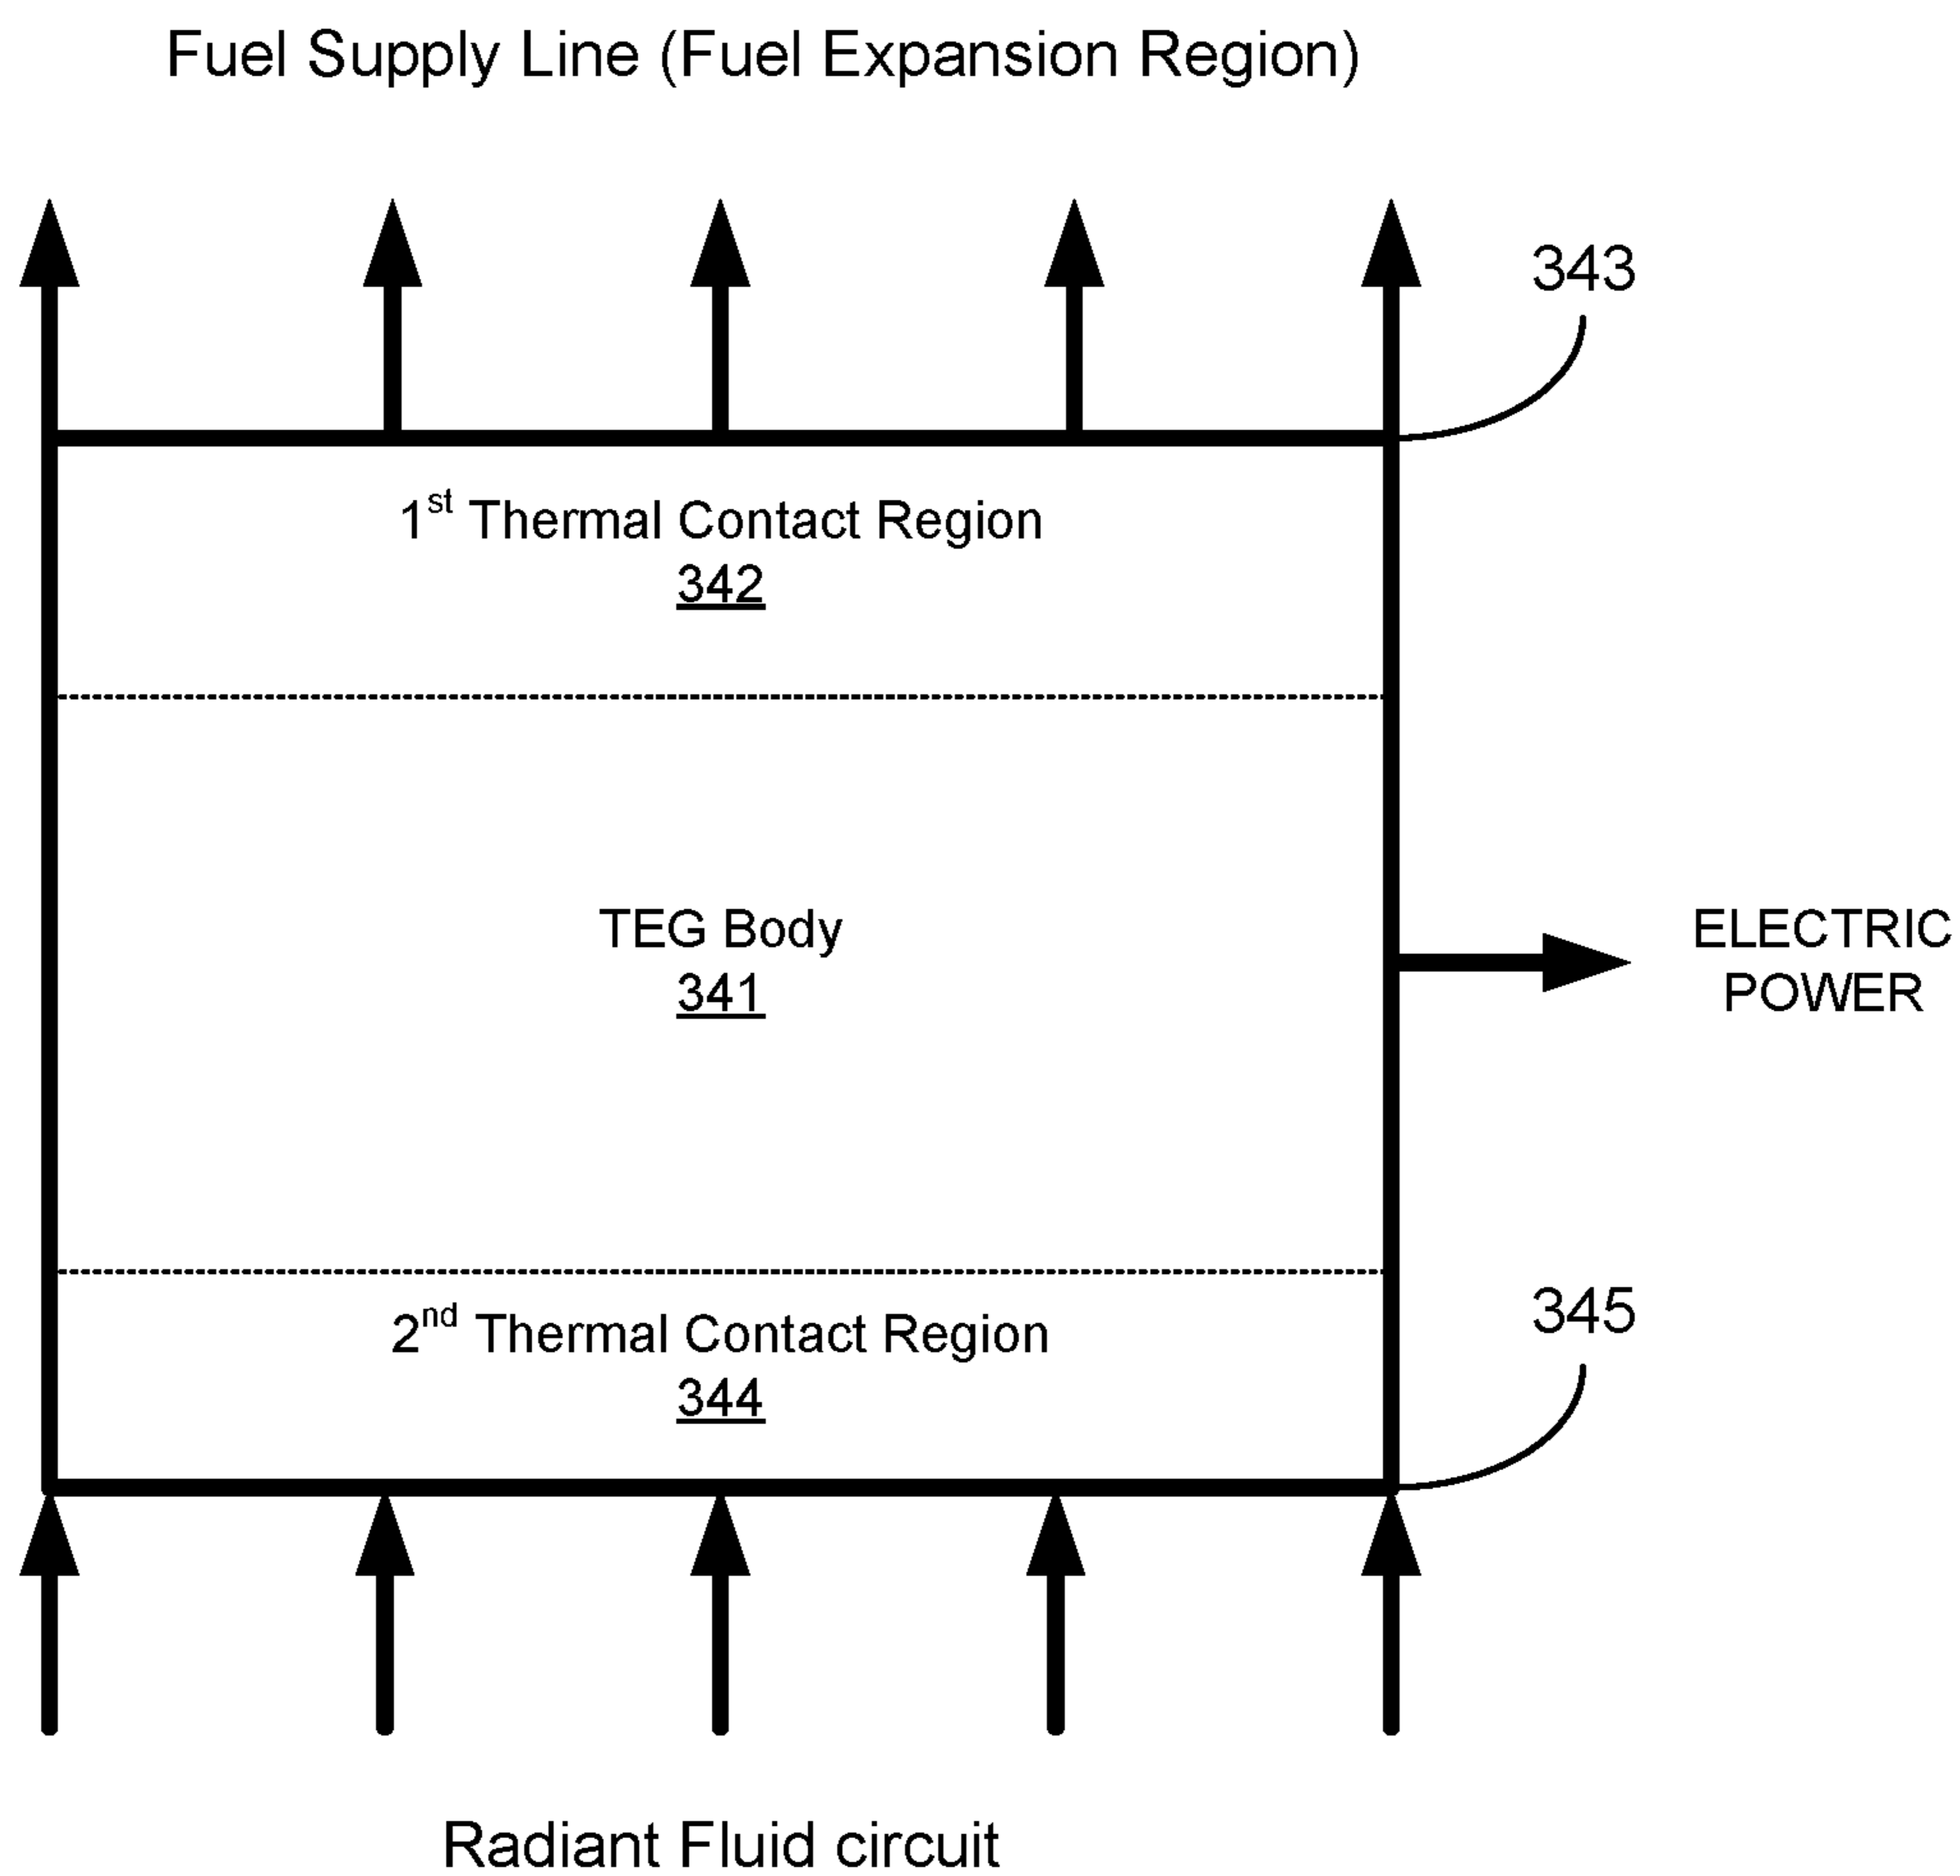 Fuel Supply Line (Fuel Expansion Region)
343
1st Thermal Contact Region
342
TEG Body
341
ELECTRIC
POWER
2nd Thermal Contact Region
344
345
Radiant Fluid circuit